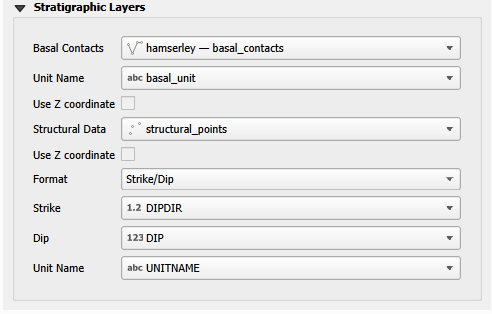 Stratigraphic Layers
Basal Contacts hamserley — basal_contacts
Unit Name abc basal_unit
Use Z coordinate
Structural Data structural_points
Use Z coordinate
Format Strike/Dip
Strike 1.2 DIPDIR
Dip 123 DIP
Unit Name abc UNITNAME